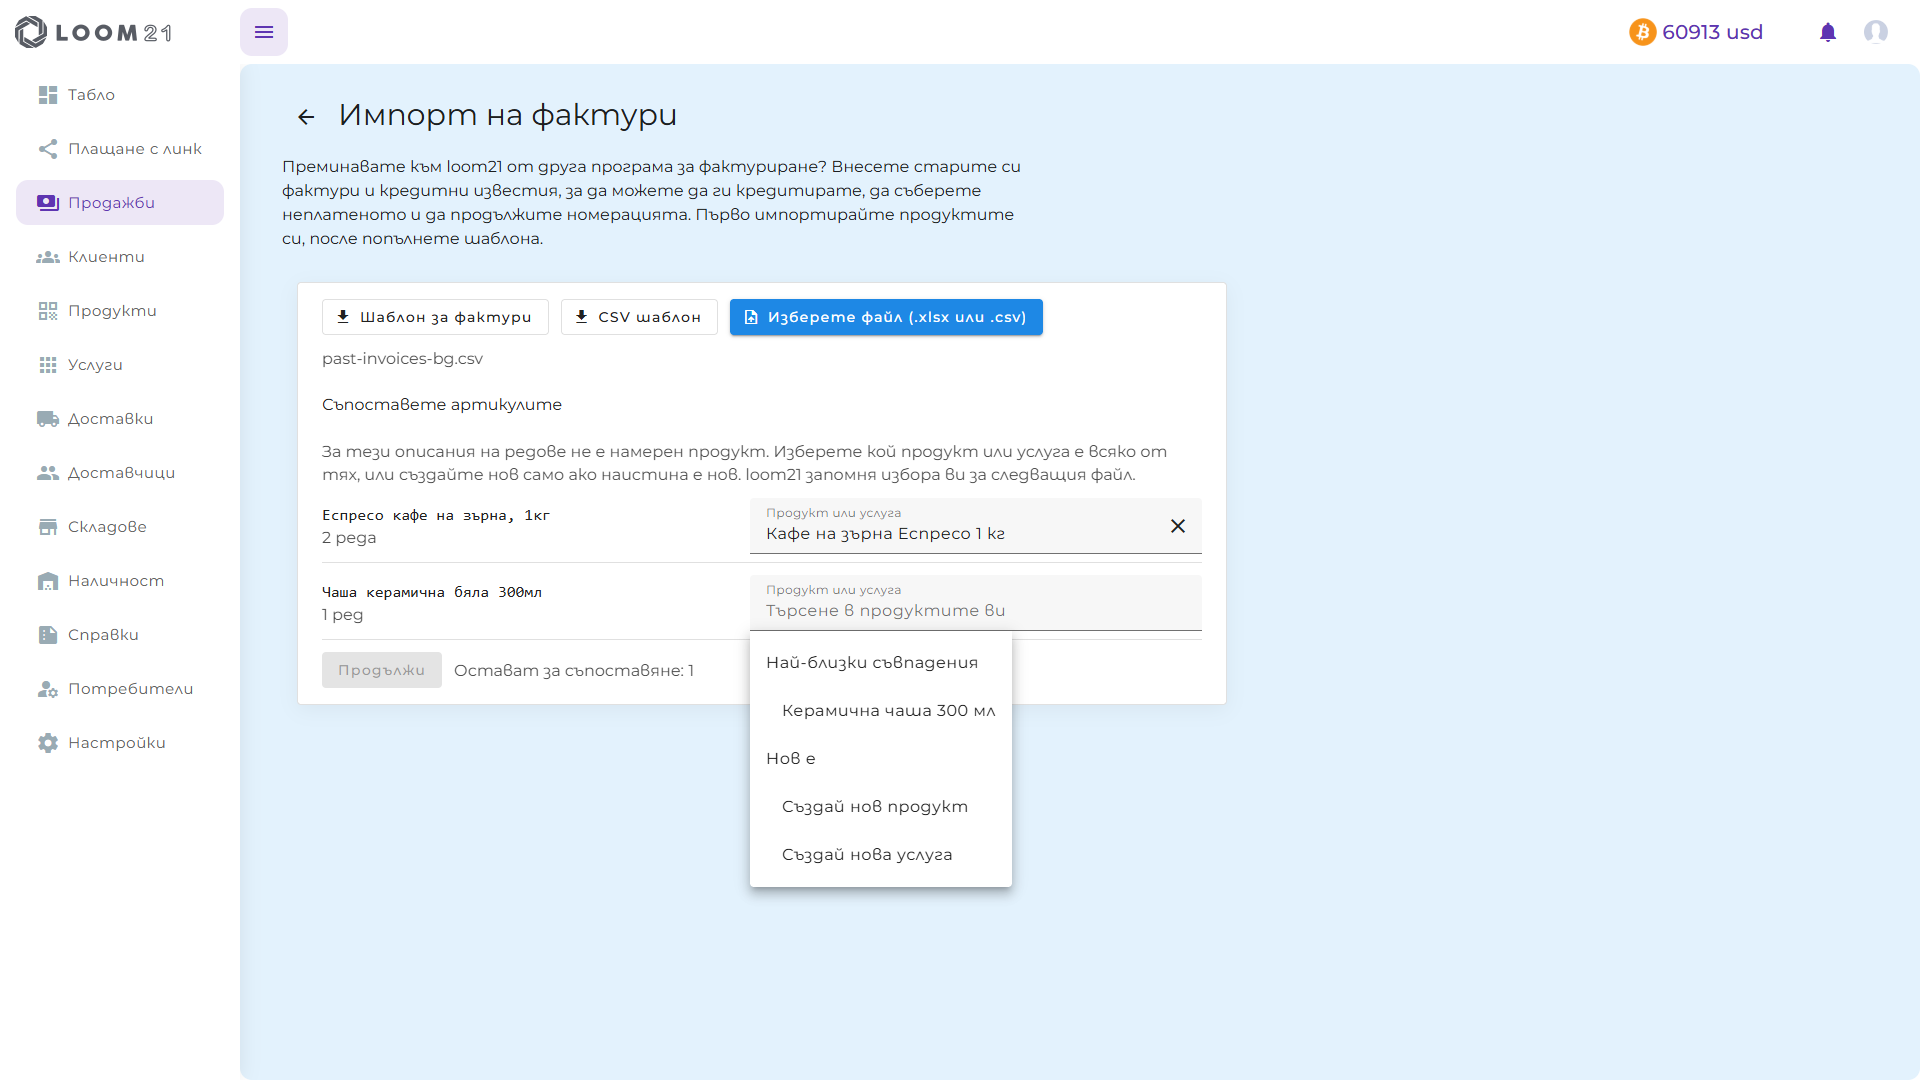 LOOM 21
60913 usd
Табло
Плащане с линк
Продажби
Клиенти
Продукти
Услуги
Доставки
Доставчици
Складове
Наличност
Справки
Потребители
Настройки
Импорт на фактури
Преминавате към loom21 от друга програма за фактуриране? Внесете старите си
фактури и кредитни известия, за да можете да ги кредитирате, да съберете
неплатеното и да продължите номерацията. Първо импортирайте продуктите
си, после попълнете шаблона.
Шаблон за фактури
CSV шаблон
Изберете файл (.xlsx или .csv)
past-invoices-bg.csv
Съпоставете артикулите
За тези описания на редове не е намерен продукт. Изберете кой продукт или услуга е всяко от
тях, или създайте нов само ако наистина е нов. loom21 запомня избора ви за следващия файл.
Еспресо кафе на зърна, 1кг
2 реда
Продукт или услуга
Кафе на зърна Еспресо 1 кг
Чаша керамична бяла 300мл
1 ред
Продукт или услуга
Търсене в продуктите ви
Продължи
Остават за съпоставяне: 1
Най-близки съвпадения
Керамична чаша 300 мл
Нов е
Създай нов продукт
Създай нова услуга